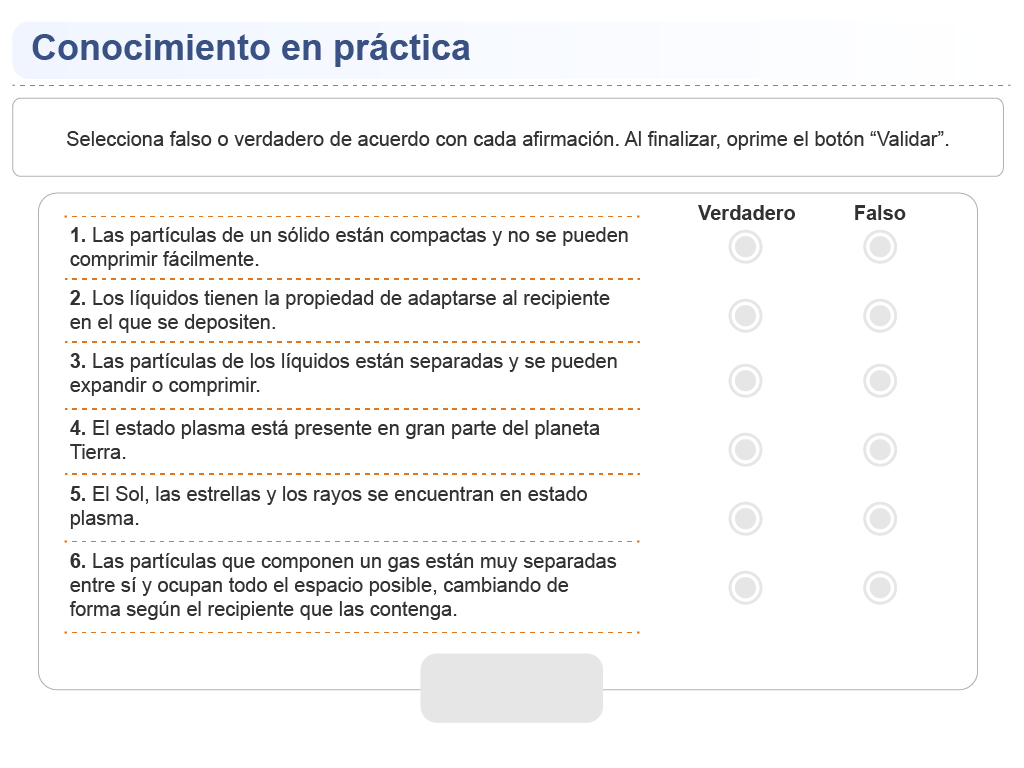 Conocimiento en práctica
Selecciona falso o verdadero de acuerdo con cada afirmación. Al finalizar, oprime el botón “Validar”.
Verdadero Falso
1. Las partículas de un sólido están compactas y no se pueden
comprimir fácilmente.
2. Los líquidos tienen la propiedad de adaptarse al recipiente
en el que se depositen.
3. Las partículas de los líquidos están separadas y se pueden
expandir o comprimir.
4. El estado plasma está presente en gran parte del planeta
Tierra.
5. El Sol, las estrellas y los rayos se encuentran en estado
plasma.
6. Las partículas que componen un gas están muy separadas
entre sí y ocupan todo el espacio posible, cambiando de
forma según el recipiente que las contenga.